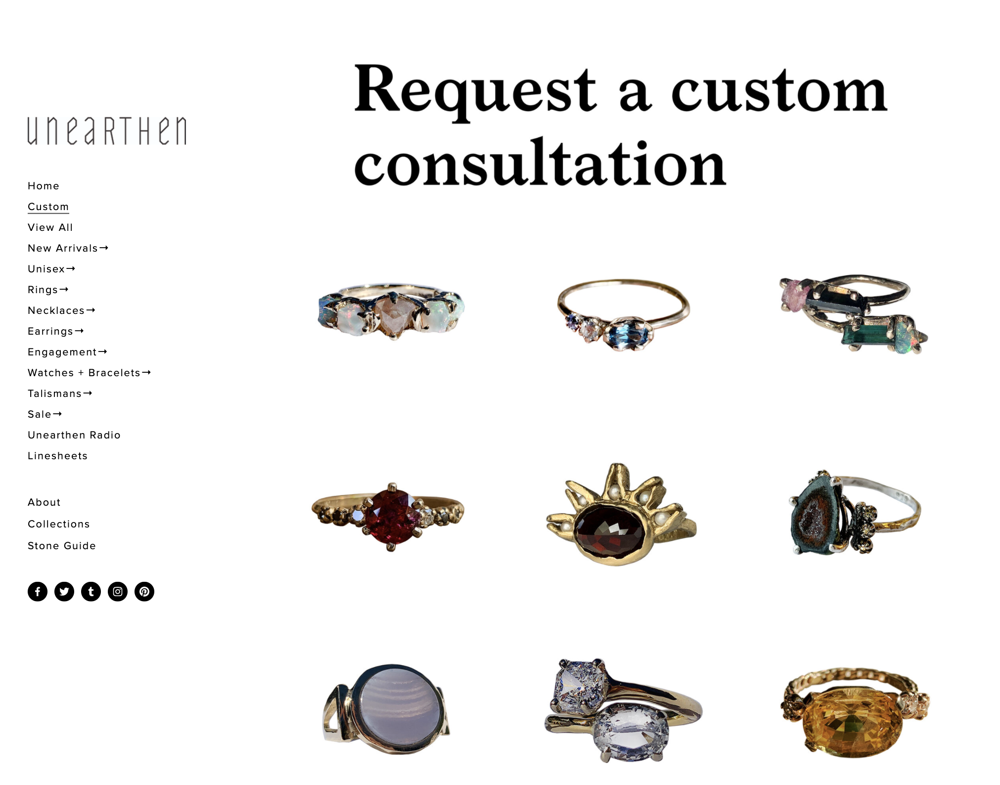 unearthen
Home
Custom
View All
New Arrivals→
Unisex→
Rings→
Necklaces→
Earrings→
Engagement→
Watches + Bracelets→
Talismans→
Sale→
Unearthen Radio
Linesheets
About
Collections
Stone Guide
Request a custom
consultation